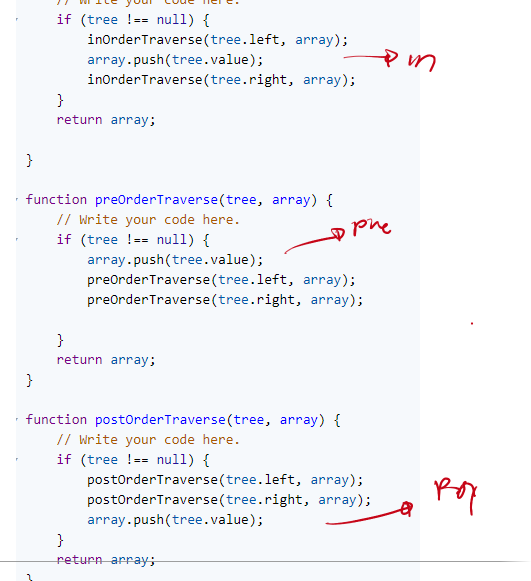 // Write your code here.
if (tree !== null) {
inOrderTraverse(tree.left, array);
array.push(tree.value);
in
inOrderTraverse(tree.right, array);
}
return array;
}
function preOrderTraverse(tree, array) {
// Write your code here.
pre
if (tree !== null) {
array.push(tree.value);
preOrderTraverse(tree.left, array);
preOrderTraverse(tree.right, array);
}
return array;
}
function postOrderTraverse(tree, array) {
// Write your code here.
if (tree !== null) {
postOrderTraverse(tree.left, array);
postOrderTraverse(tree.right, array);
array.push(tree.value);
}
return array;
}